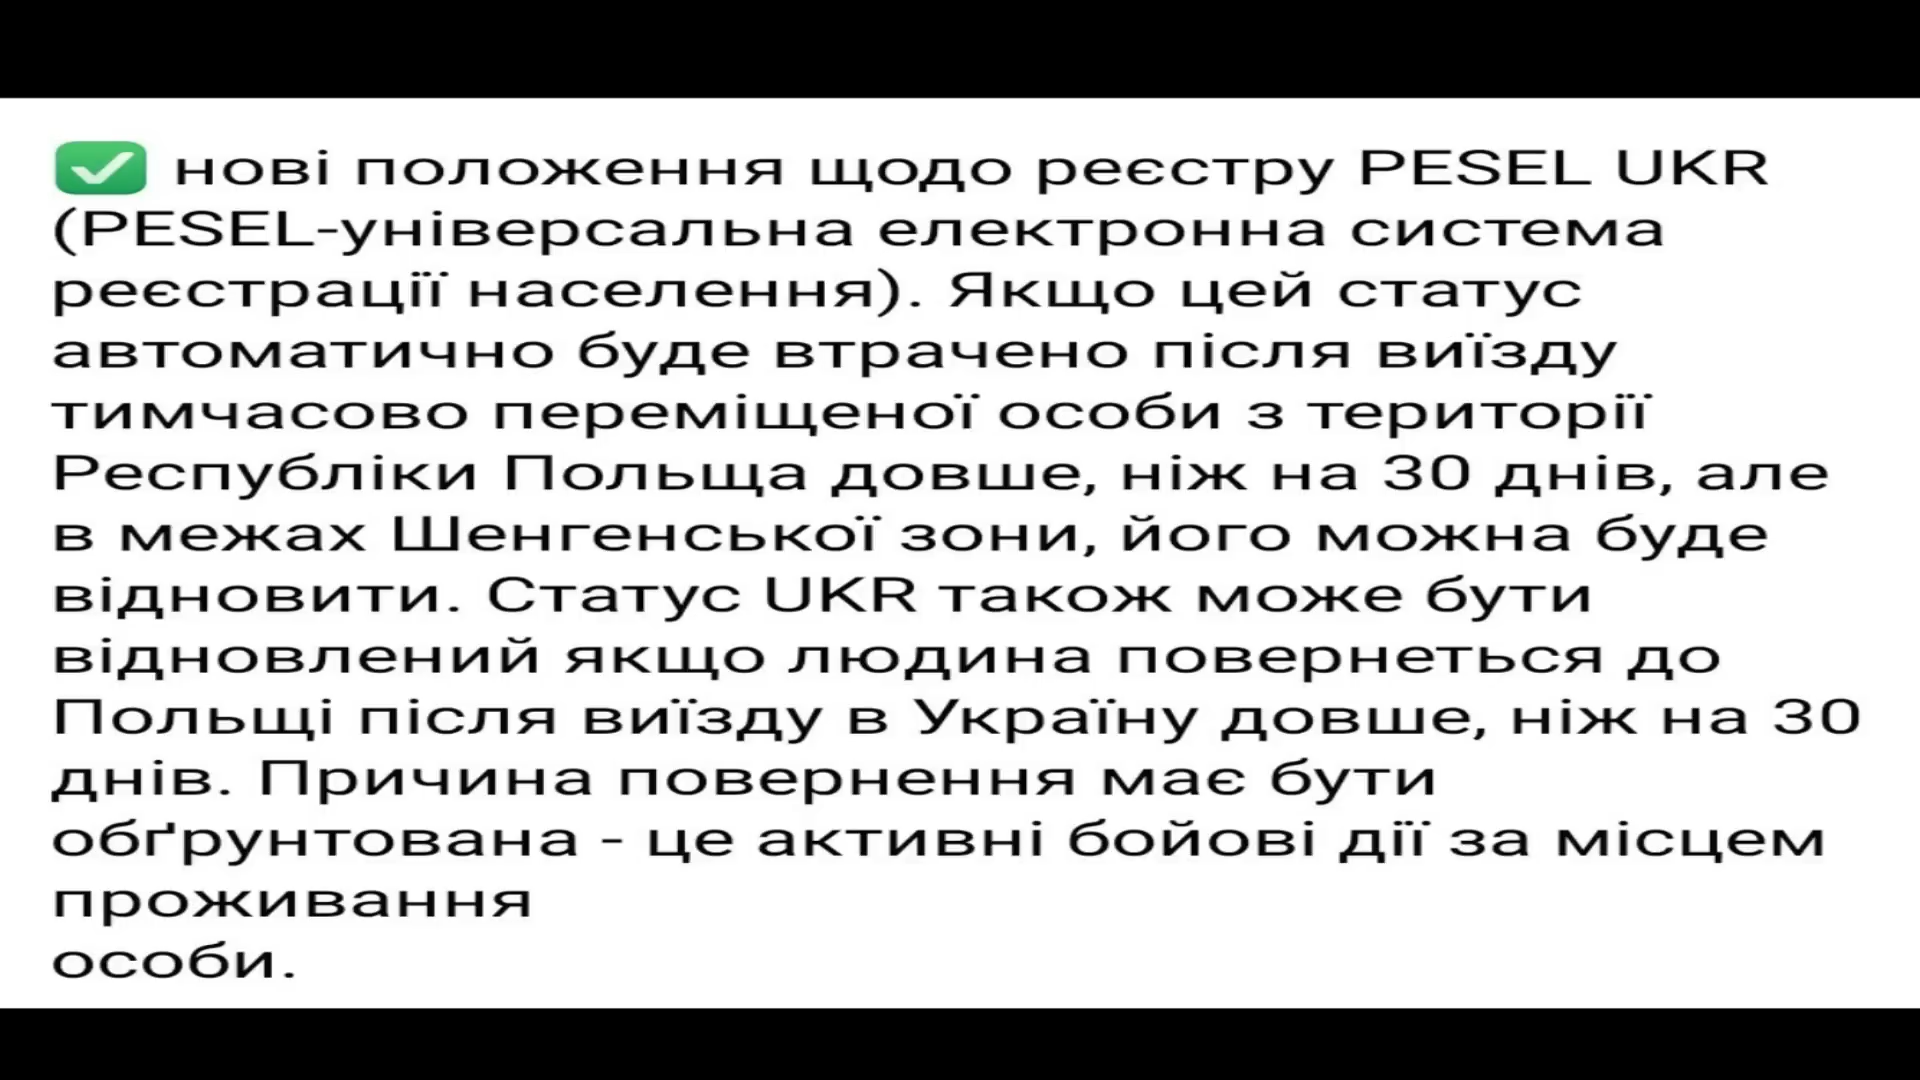 ✅ нові положення щодо реєстру PESEL UKR
(PESEL-універсальна електронна система
реєстрації населення). Якщо цей статус
автоматично буде втрачено після виїзду
тимчасово переміщеної особи з території
Республіки Польща довше, ніж на 30 днів, але
в межах Шенгенської зони, його можна буде
відновити. Статус UKR також може бути
відновлений якщо людина повернеться до
Польщі після виїзду в Україну довше, ніж на 30
днів. Причина повернення має бути
обґрунтована - це активні бойові дії за місцем
проживання
особи.